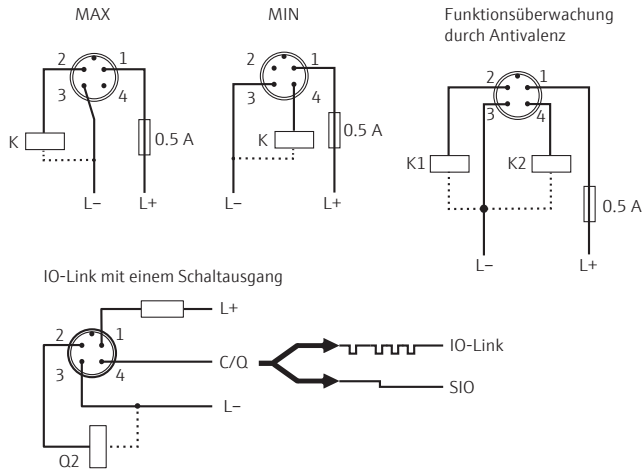 MAX
2 1
3 4
K
0.5 A
L– L+
MIN
2 1
3 4
K
0.5 A
L– L+
Funktionsüberwachung
durch Antivalenz
2 1
3 4
K1 K2
0.5 A
L– L+
IO-Link mit einem Schaltausgang
L+
2 1
3 4
C/Q
IO-Link
SIO
L–
Q2